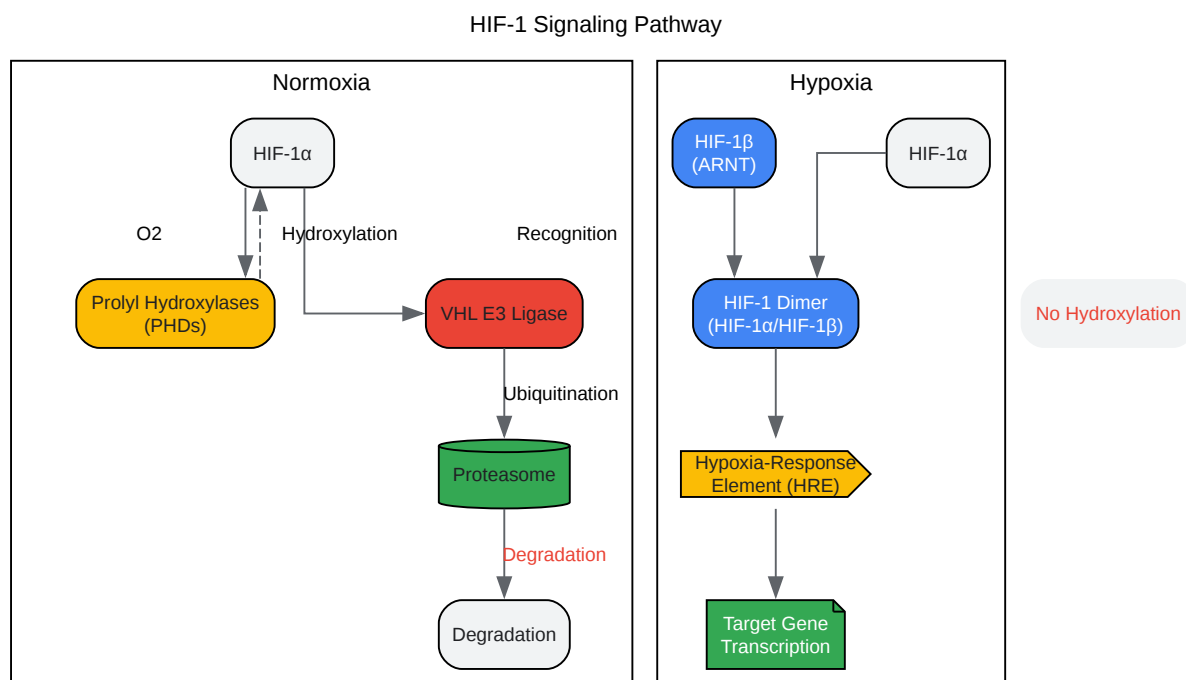 HIF-1 Signaling Pathway
Normoxia
HIF-1α
O2
Hydroxylation
Recognition
Prolyl Hydroxylases
(PHDs)
VHL E3 Ligase
Ubiquitination
Proteasome
Degradation
Degradation
Hypoxia
HIF-1β
(ARNT)
HIF-1α
HIF-1 Dimer
(HIF-1α/HIF-1β)
Hypoxia-Response
Element (HRE)
Target Gene
Transcription
No Hydroxylation